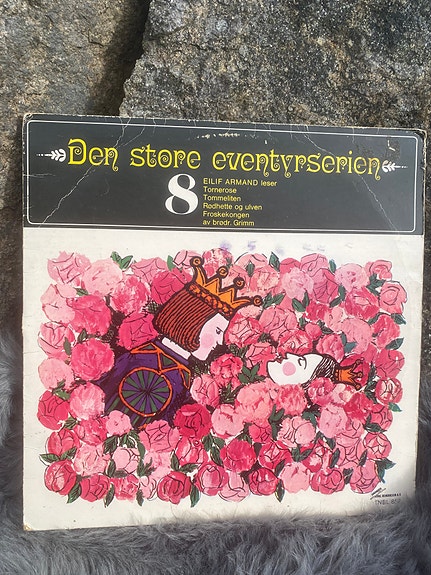 Den store eventyrserien
8
EILIF ARMAND leser
Tornerose
Tommeliten
Rødhette og ulven
Froskekongen
av brødr. Grimm